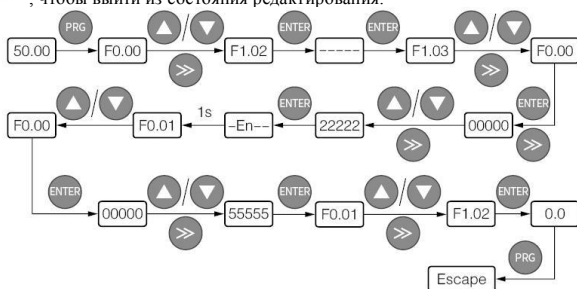 , чтобы выйти из состояния редактирования.
PRG ENTER ENTER
50.00 F0.00 F1.02 ----- F1.03 F0.00
1s ENTER ENTER
F0.00 F0.01 -En-- 22222 00000
ENTER ENTER ENTER
00000 55555 F0.01 F1.02 0.0
PRG
Escape